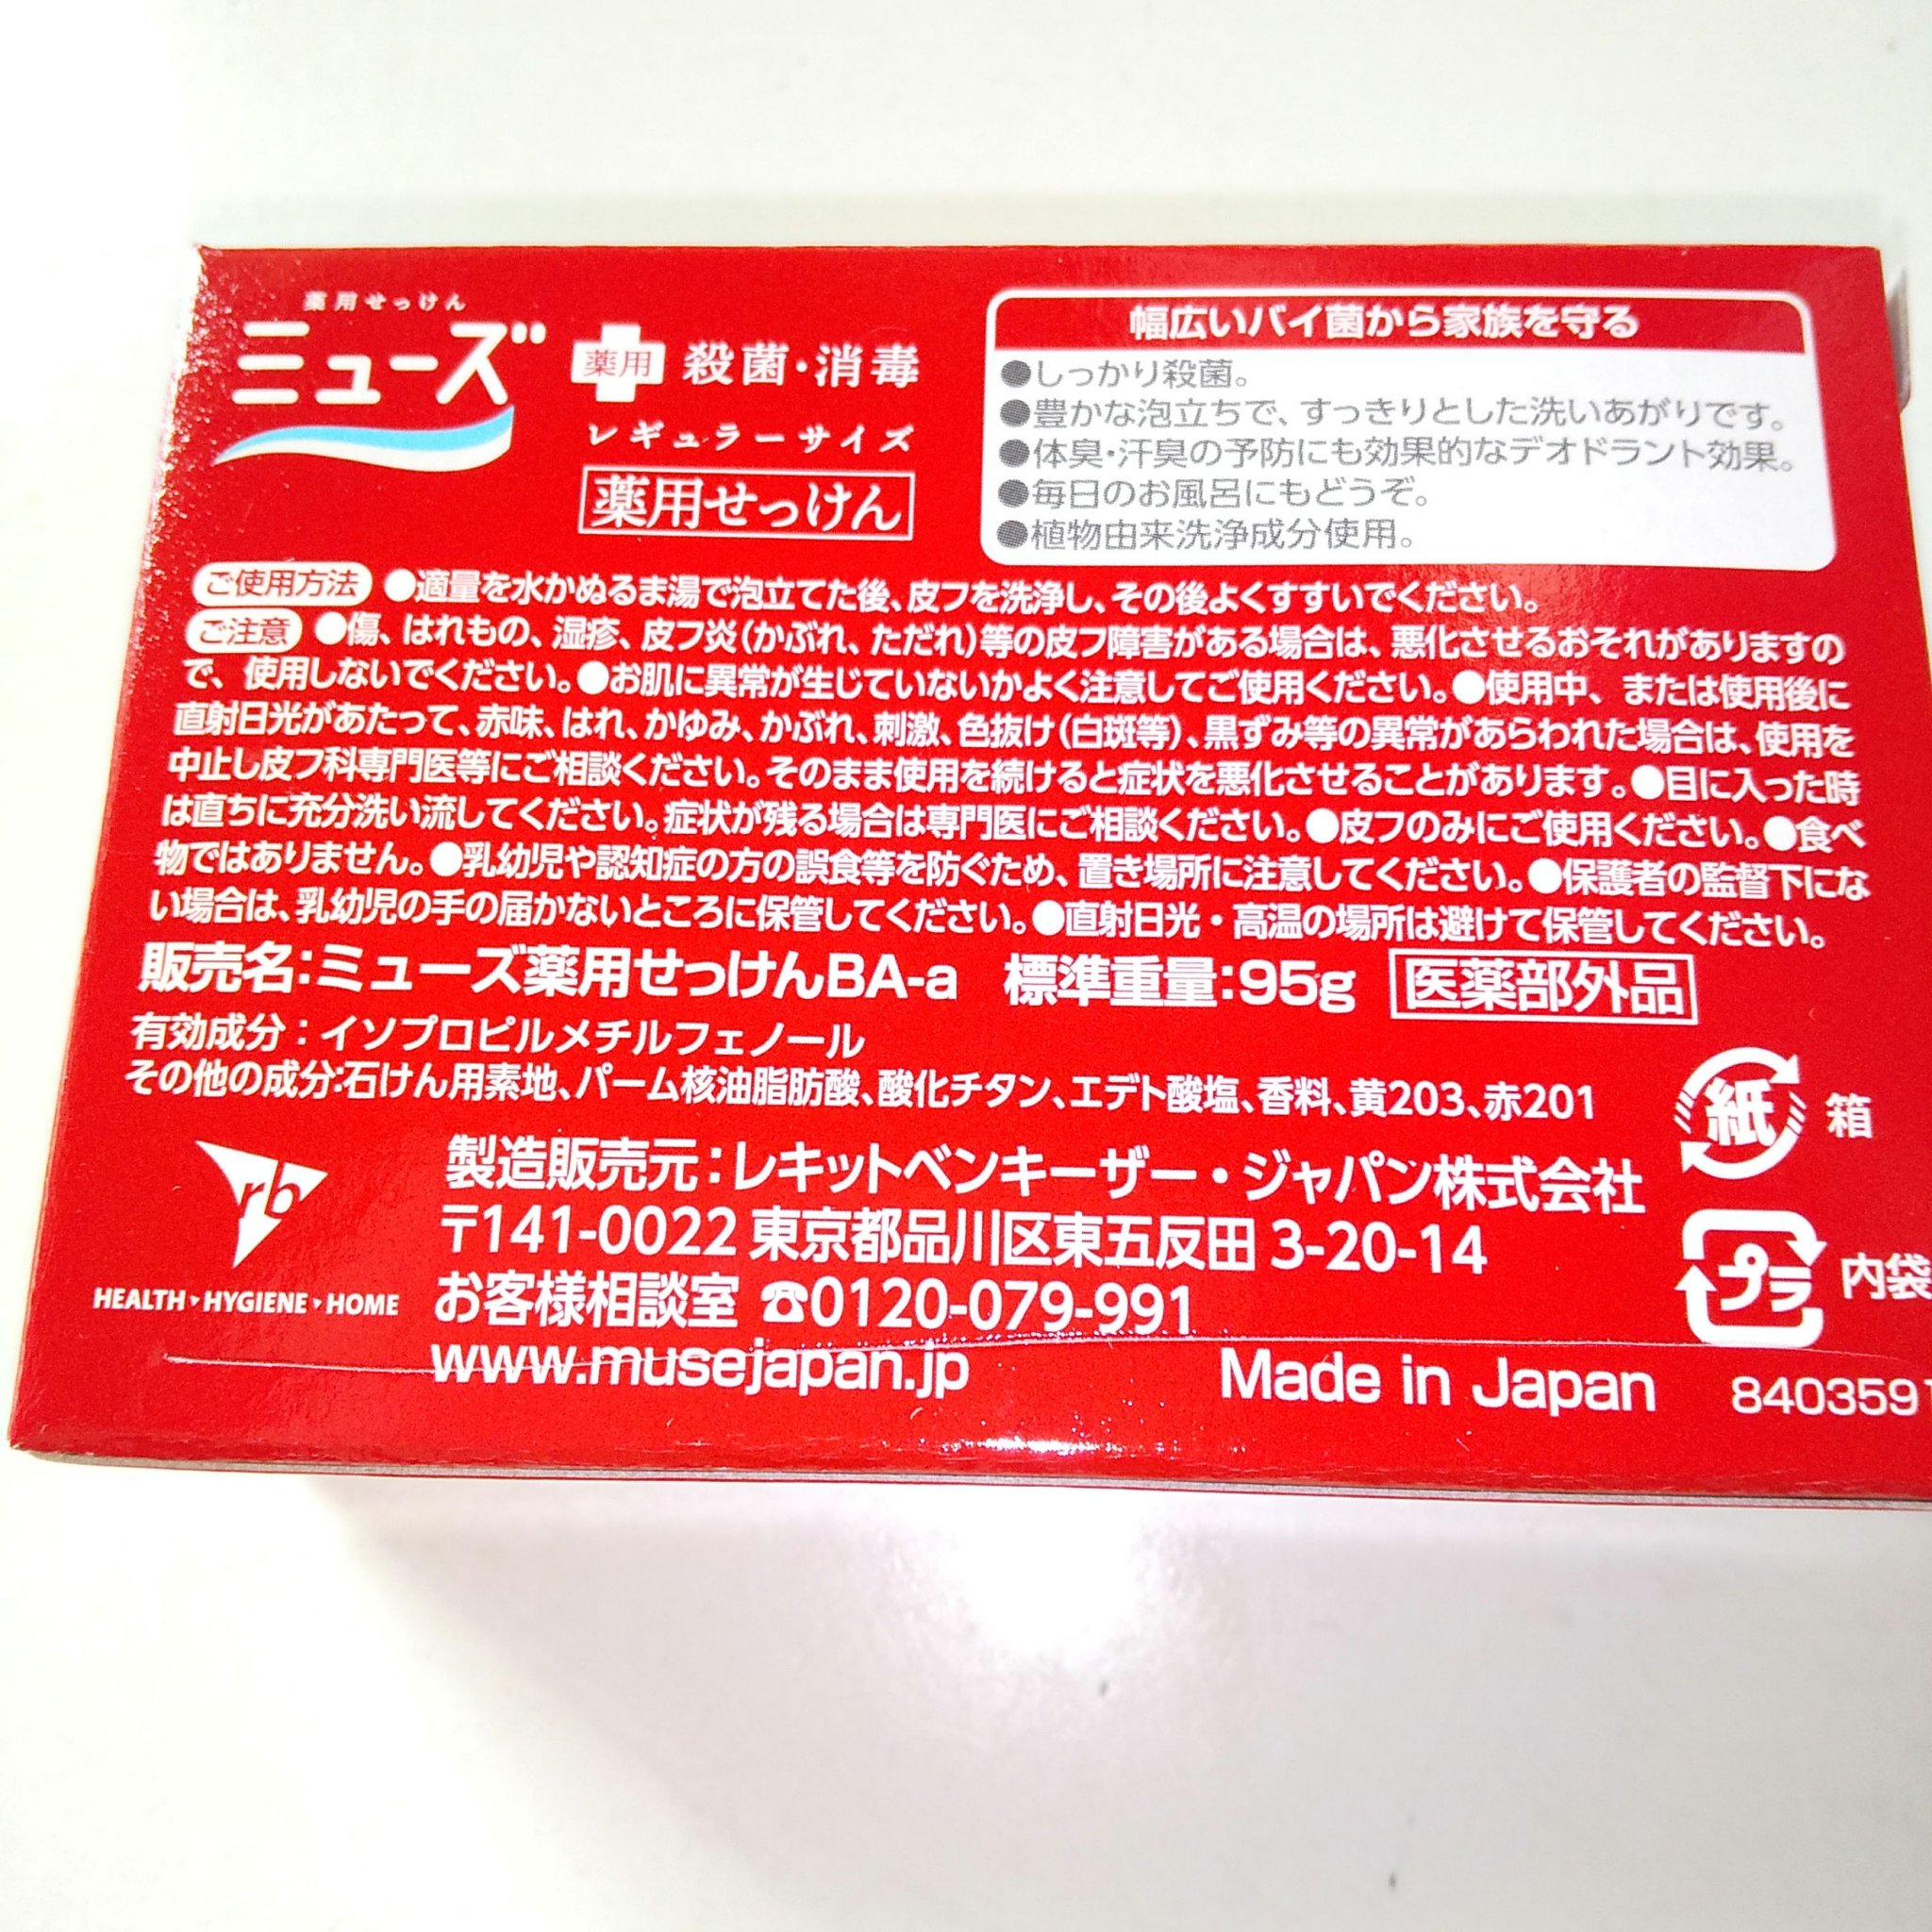 薬用せっけん
ミューズ
薬用 殺菌・消毒
レギュラーサイズ
薬用せっけん
幅広いバイ菌から家族を守る
●しっかり殺菌。
●豊かな泡立ちで、すっきりとした洗いあがりです。
●体臭・汗臭の予防にも効果的なデオドラント効果。
●毎日のお風呂にもどうぞ。
●植物由来洗浄成分使用。
ご使用方法 ●適量を水かぬるま湯で泡立てた後、皮フを洗浄し、その後よくすすいでください。
ご注意 ●傷、はれもの、湿疹、皮フ炎(かぶれ、ただれ)等の皮フ障害がある場合は、悪化させるおそれがありますの
で、使用しないでください。●お肌に異常が生じていないかよく注意してご使用ください。●使用中、または使用後に
直射日光があたって、赤味、はれ、かゆみ、かぶれ、刺激、色抜け(白斑等)、黒ずみ等の異常があらわれた場合は、使用を
中止し皮フ科専門医等にご相談ください。そのまま使用を続けると症状を悪化させることがあります。●目に入った時
は直ちに充分洗い流してください。症状が残る場合は専門医にご相談ください。●皮フのみにご使用ください。●食べ
物ではありません。●乳幼児や認知症の方の誤食等を防ぐため、置き場所に注意してください。●保護者の監督下にな
い場合は、乳幼児の手の届かないところに保管してください。●直射日光・高温の場所は避けて保管してください。
販売名:ミューズ薬用せっけんBA-a 標準重量:95g 医薬部外品
有効成分:イソプロピルメチルフェノール
その他の成分:石けん用素地、パーム核油脂肪酸、酸化チタン、エデト酸塩、香料、黄203、赤201
紙 箱
rb
HEALTH・HYGIENE・HOME
製造販売元:レキットベンキーザー・ジャパン株式会社
〒141-0022 東京都品川区東五反田 3-20-14
お客様相談室 ☎0120-079-991
プラ 内袋
www.musejapan.jp
Made in Japan
8403591